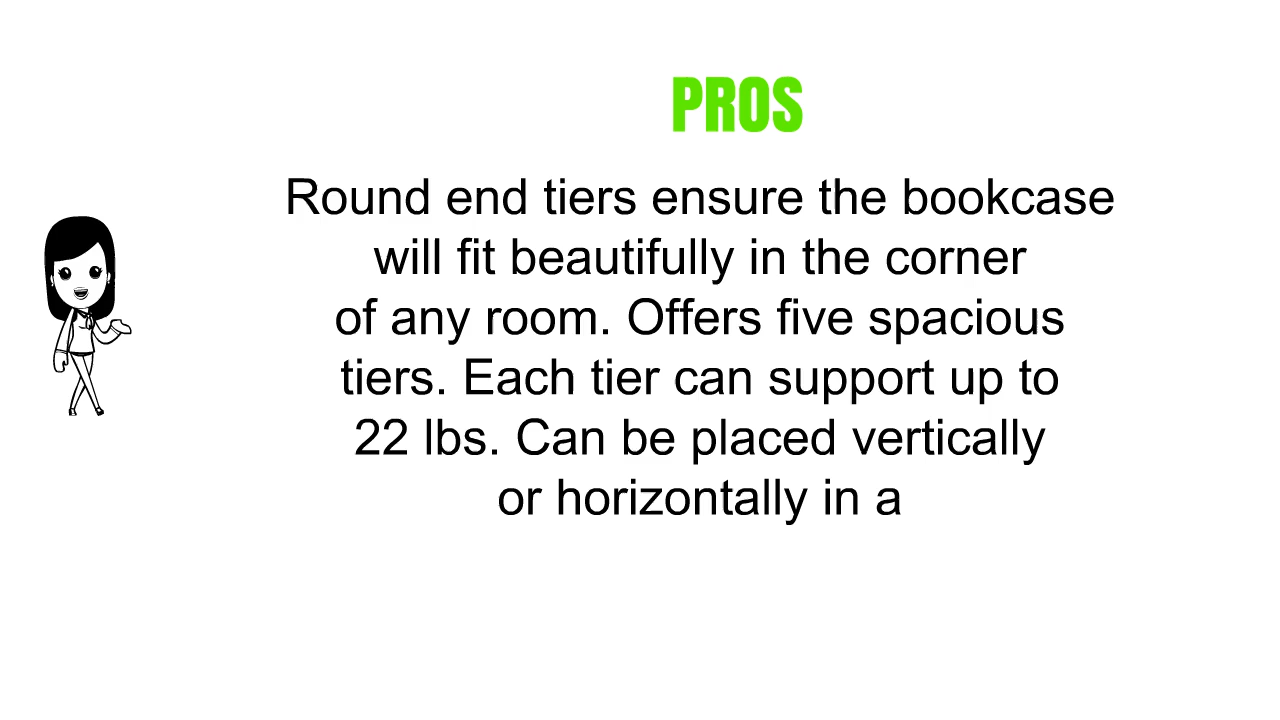 PROS
Round end tiers ensure the bookcase
will fit beautifully in the corner
of any room. Offers five spacious
tiers. Each tier can support up to
22 lbs. Can be placed vertically
or horizontally in a